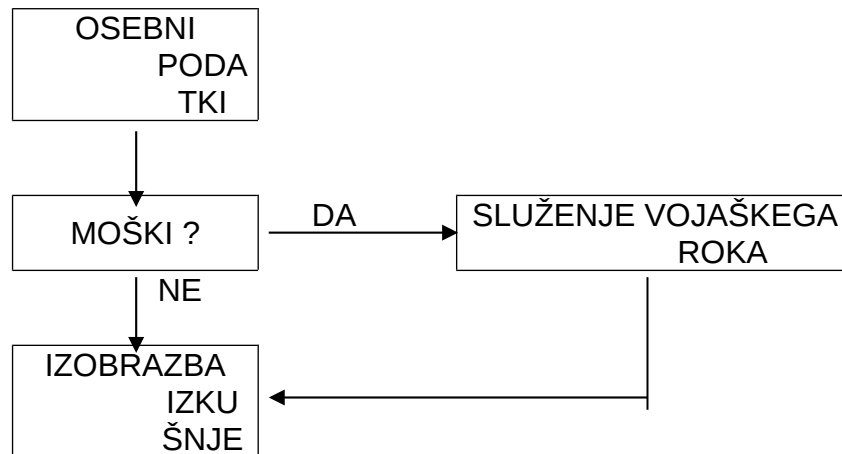 OSEBNI
PODA
TKI
MOŠKI ?
DA
SLUŽENJE VOJAŠKEGA
ROKA
NE
IZOBRAZBA
IZKU
ŠNJE